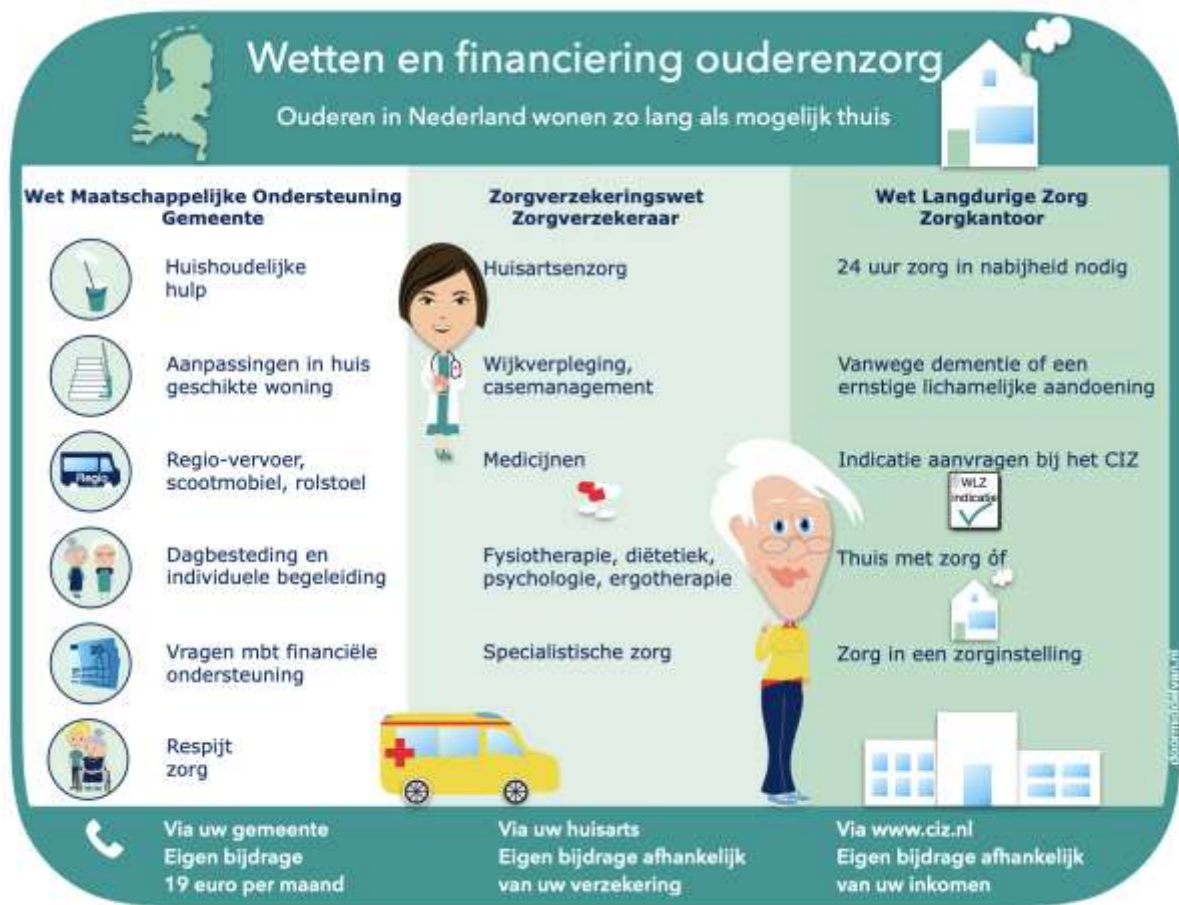 Wetten en financiering ouderenzorg
Ouderen in Nederland wonen zo lang als mogelijk thuis
Wet Maatschappelijke Ondersteuning
Gemeente
Huishoudelijke
hulp
Aanpassingen in huis
geschikte woning
Regio
Regio-vervoer,
scootmobiel, rolstoel
Dagbesteding en
individuele begeleiding
Vragen mbt financiële
ondersteuning
Respijt
zorg
Via uw gemeente
Eigen bijdrage
19 euro per maand
Zorgverzekeringswet
Zorgverzekeraar
Huisartsenzorg
Wijkverpleging,
casemanagement
Medicijnen
Fysiotherapie, diëtetiek,
psychologie, ergotherapie
Specialistische zorg
Via uw huisarts
Eigen bijdrage afhankelijk
van uw verzekering
Wet Langdurige Zorg
Zorgkantoor
24 uur zorg in nabijheid nodig
Vanwege dementie of een
ernstige lichamelijke aandoening
Indicatie aanvragen bij het CIZ
WLZ
indicatie
Thuis met zorg óf
Zorg in een zorginstelling
Via www.ciz.nl
Eigen bijdrage afhankelijk
van uw inkomen